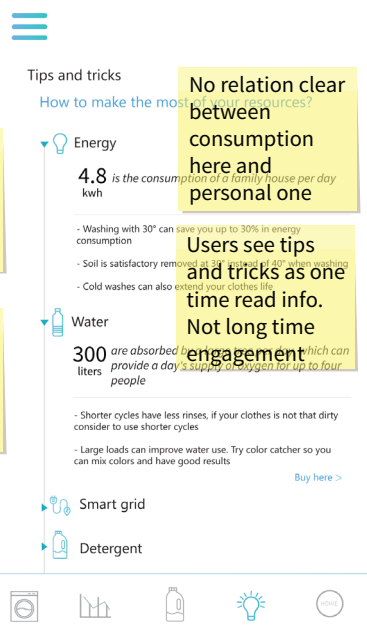 Tips and tricks
How to make the most of your resources?
No relation clear
between
consumption
here and
personal one
Energy
4.8 is the consumption of a family house per day
kwh
- Washing with 30° can save you up to 30% in energy
consumption
- Soil is satisfactory removed at 30° instead of 40° when washing
- Cold washes can also extend your clothes life
Users see tips
and tricks as one
time read info.
Not long time
engagement
Water
300 are absorbed by a large tree per day, which can
liters provide a day's supply of oxygen for up to four
people
- Shorter cycles have less rinses, if your clothes is not that dirty
consider to use shorter cycles
- Large loads can improve water use. Try color catcher so you
can mix colors and have good results
Buy here >
Smart grid
Detergent
HOME